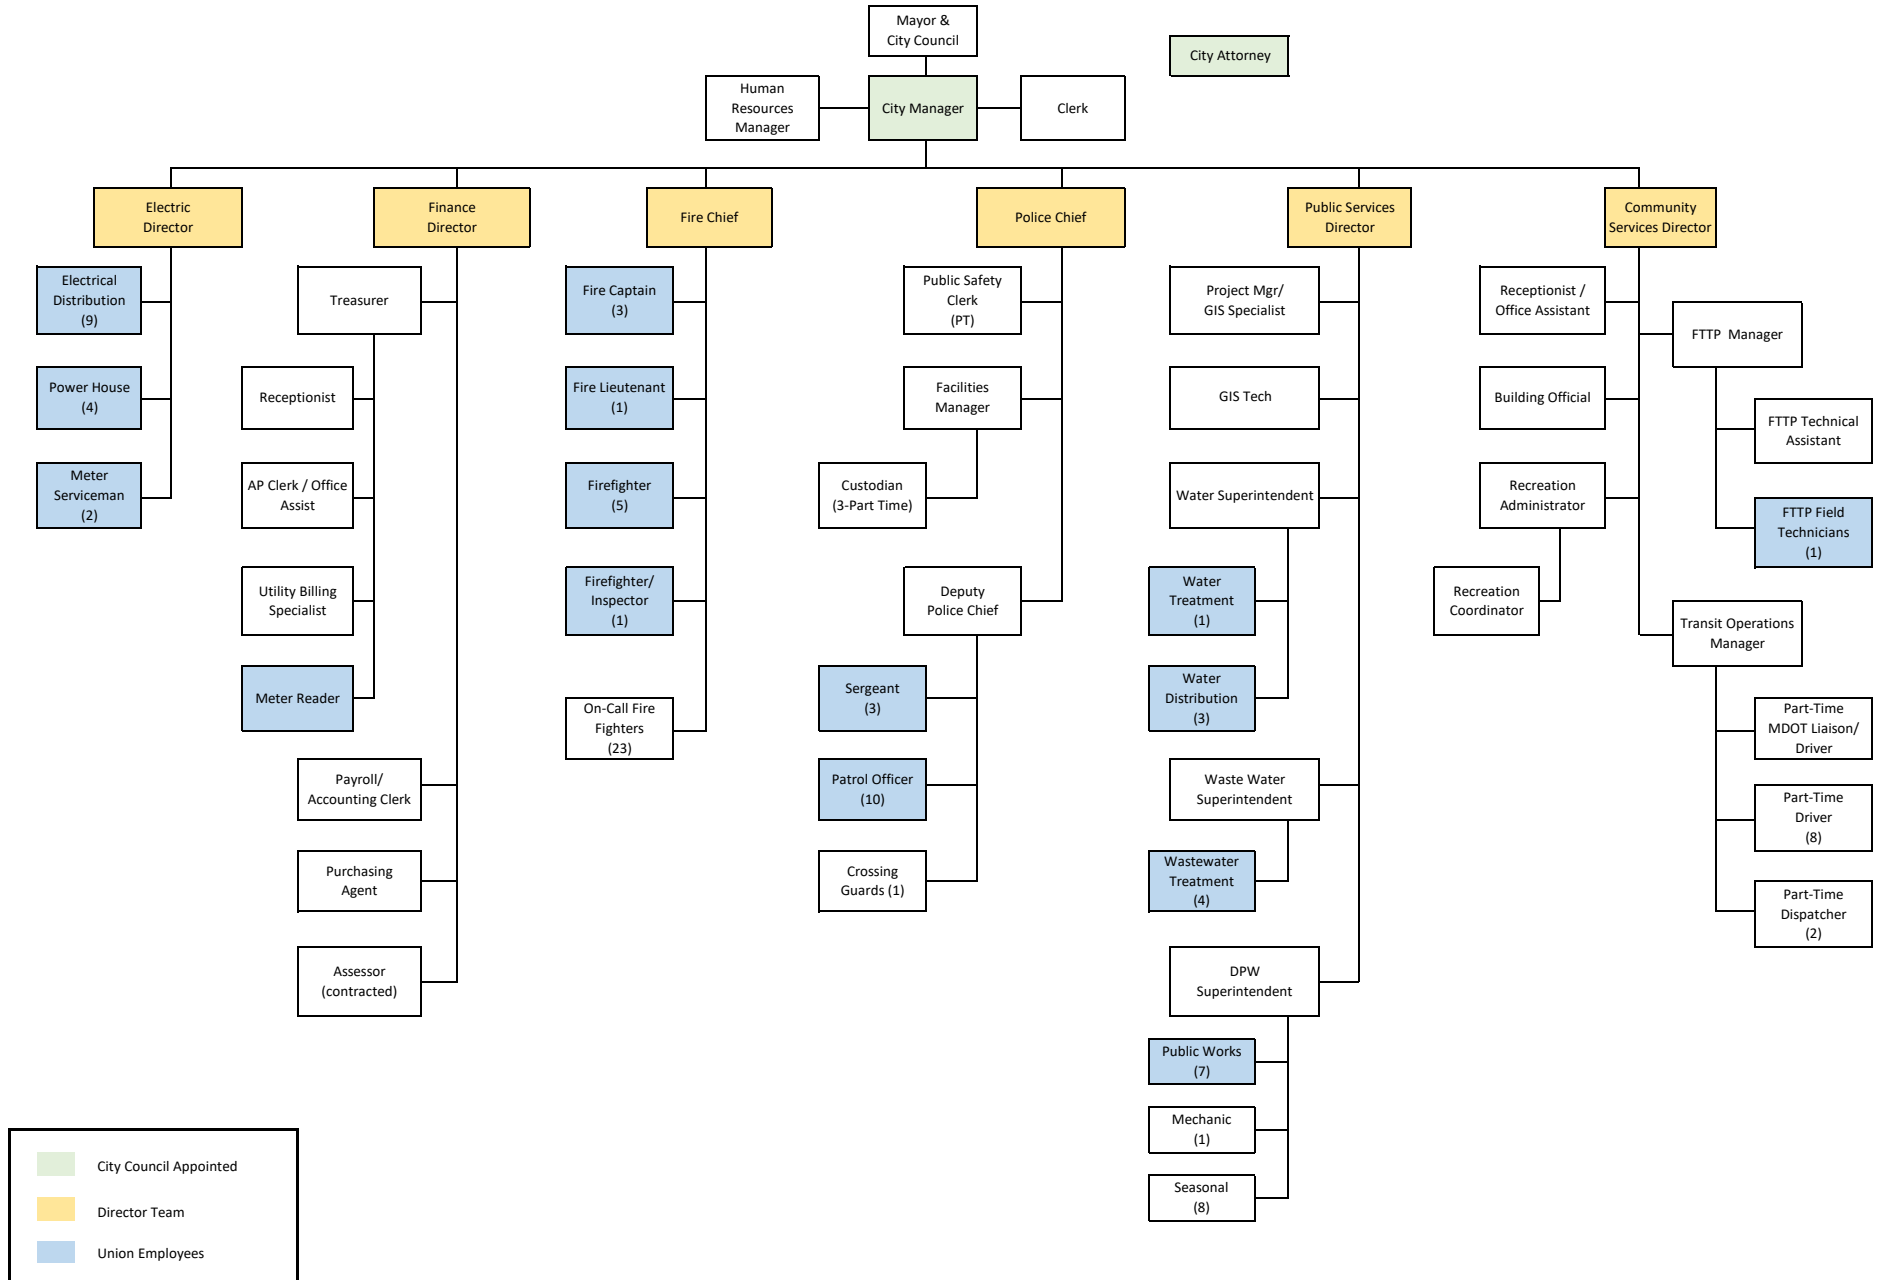 Mayor &
City Council
City Attorney
Human
Resources
Manager
City Manager
Clerk
Electric
Director
Finance
Director
Fire Chief
Police Chief
Public Services
Director
Community
Services Director
Electrical
Distribution
(9)
Power House
(4)
Meter
Serviceman
(2)
Treasurer
Receptionist
AP Clerk / Office
Assist
Utility Billing
Specialist
Meter Reader
Payroll/
Accounting Clerk
Purchasing
Agent
Assessor
(contracted)
Fire Captain
(3)
Fire Lieutenant
(1)
Firefighter
(5)
Firefighter/
Inspector
(1)
On-Call Fire
Fighters
(23)
Public Safety
Clerk
(PT)
Facilities
Manager
Custodian
(3-Part Time)
Deputy
Police Chief
Sergeant
(3)
Patrol Officer
(10)
Crossing
Guards (1)
Project Mgr/
GIS Specialist
GIS Tech
Water Superintendent
Water
Treatment
(1)
Water
Distribution
(3)
Waste Water
Superintendent
Wastewater
Treatment
(4)
DPW
Superintendent
Public Works
(7)
Mechanic
(1)
Seasonal
(8)
Receptionist /
Office Assistant
Building Official
Recreation
Administrator
Recreation
Coordinator
FTTP  Manager
FTTP Technical
Assistant
FTTP Field
Technicians
(1)
Transit Operations
Manager
Part-Time
MDOT Liaison/
Driver
Part-Time
Driver
(8)
Part-Time
Dispatcher
(2)
City Council Appointed
Director Team
Union Employees